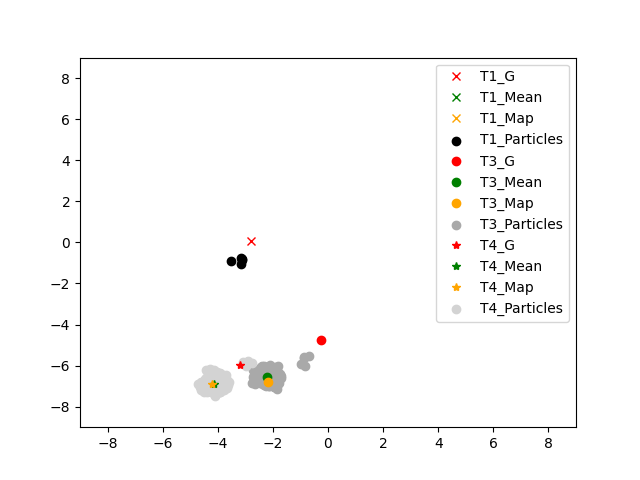 8
6
4
2
0
−2
−4
−6
−8
−8 −6 −4 −2 0 2 4 6 8
T1_G
T1_Mean
T1_Map
T1_Particles
T3_G
T3_Mean
T3_Map
T3_Particles
T4_G
T4_Mean
T4_Map
T4_Particles